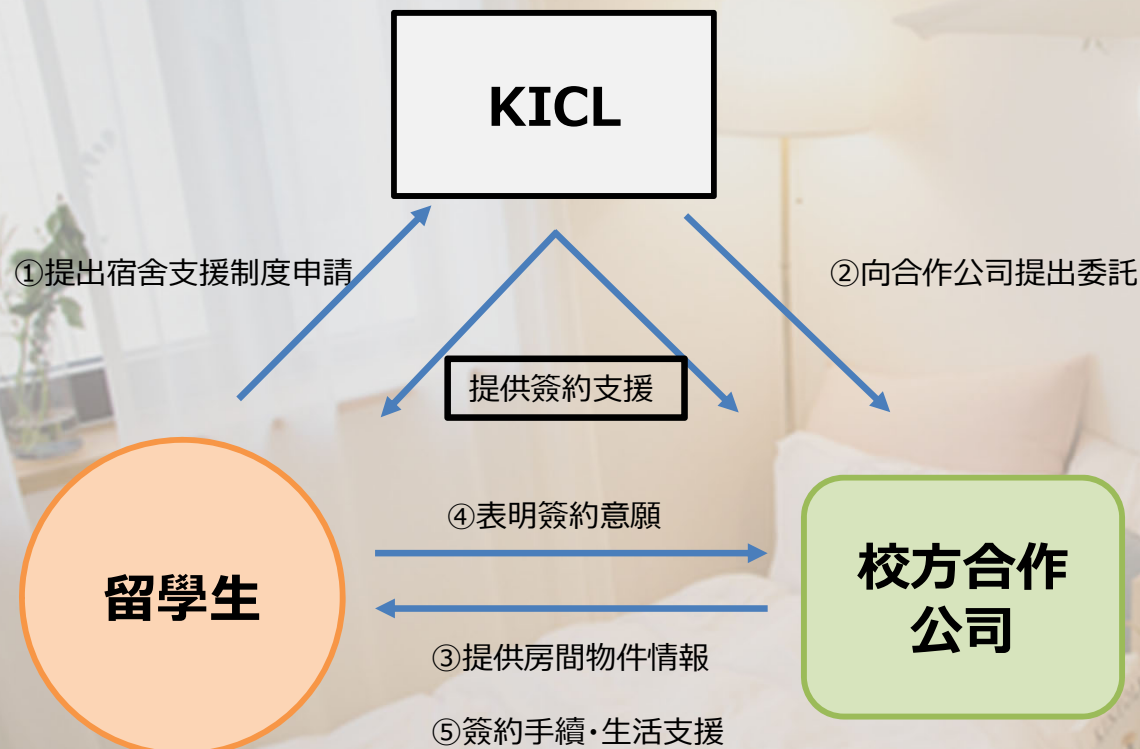 KICL
①提出宿舍支援制度申請
②向合作公司提出委託
提供簽約支援
④表明簽約意願
留學生
校方合作
公司
③提供房間物件情報
⑤簽約手續・生活支援